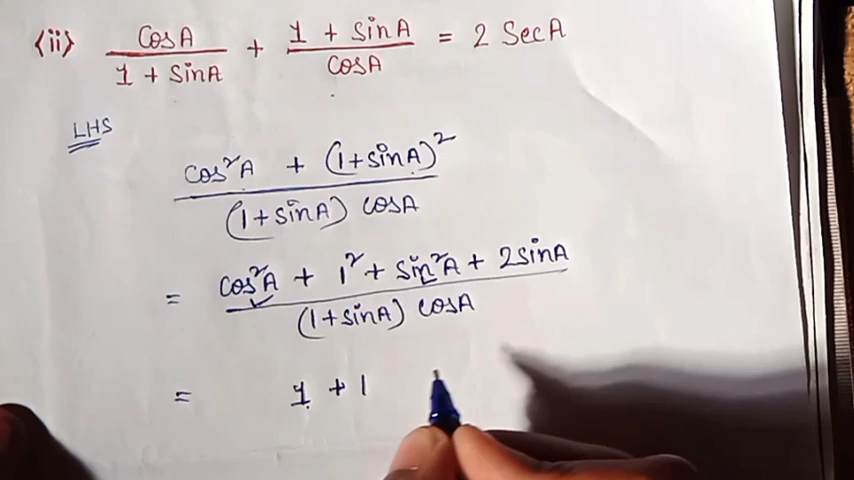 (ii) cosA/(1 + sinA) + (1 + sinA)/cosA = 2 SecA
LHS
(cos²A + (1+sinA)²)/((1+sinA) cosA)
= (cos²A + 1² + sin²A + 2sinA)/((1+sinA) cosA)
= 1 + 1